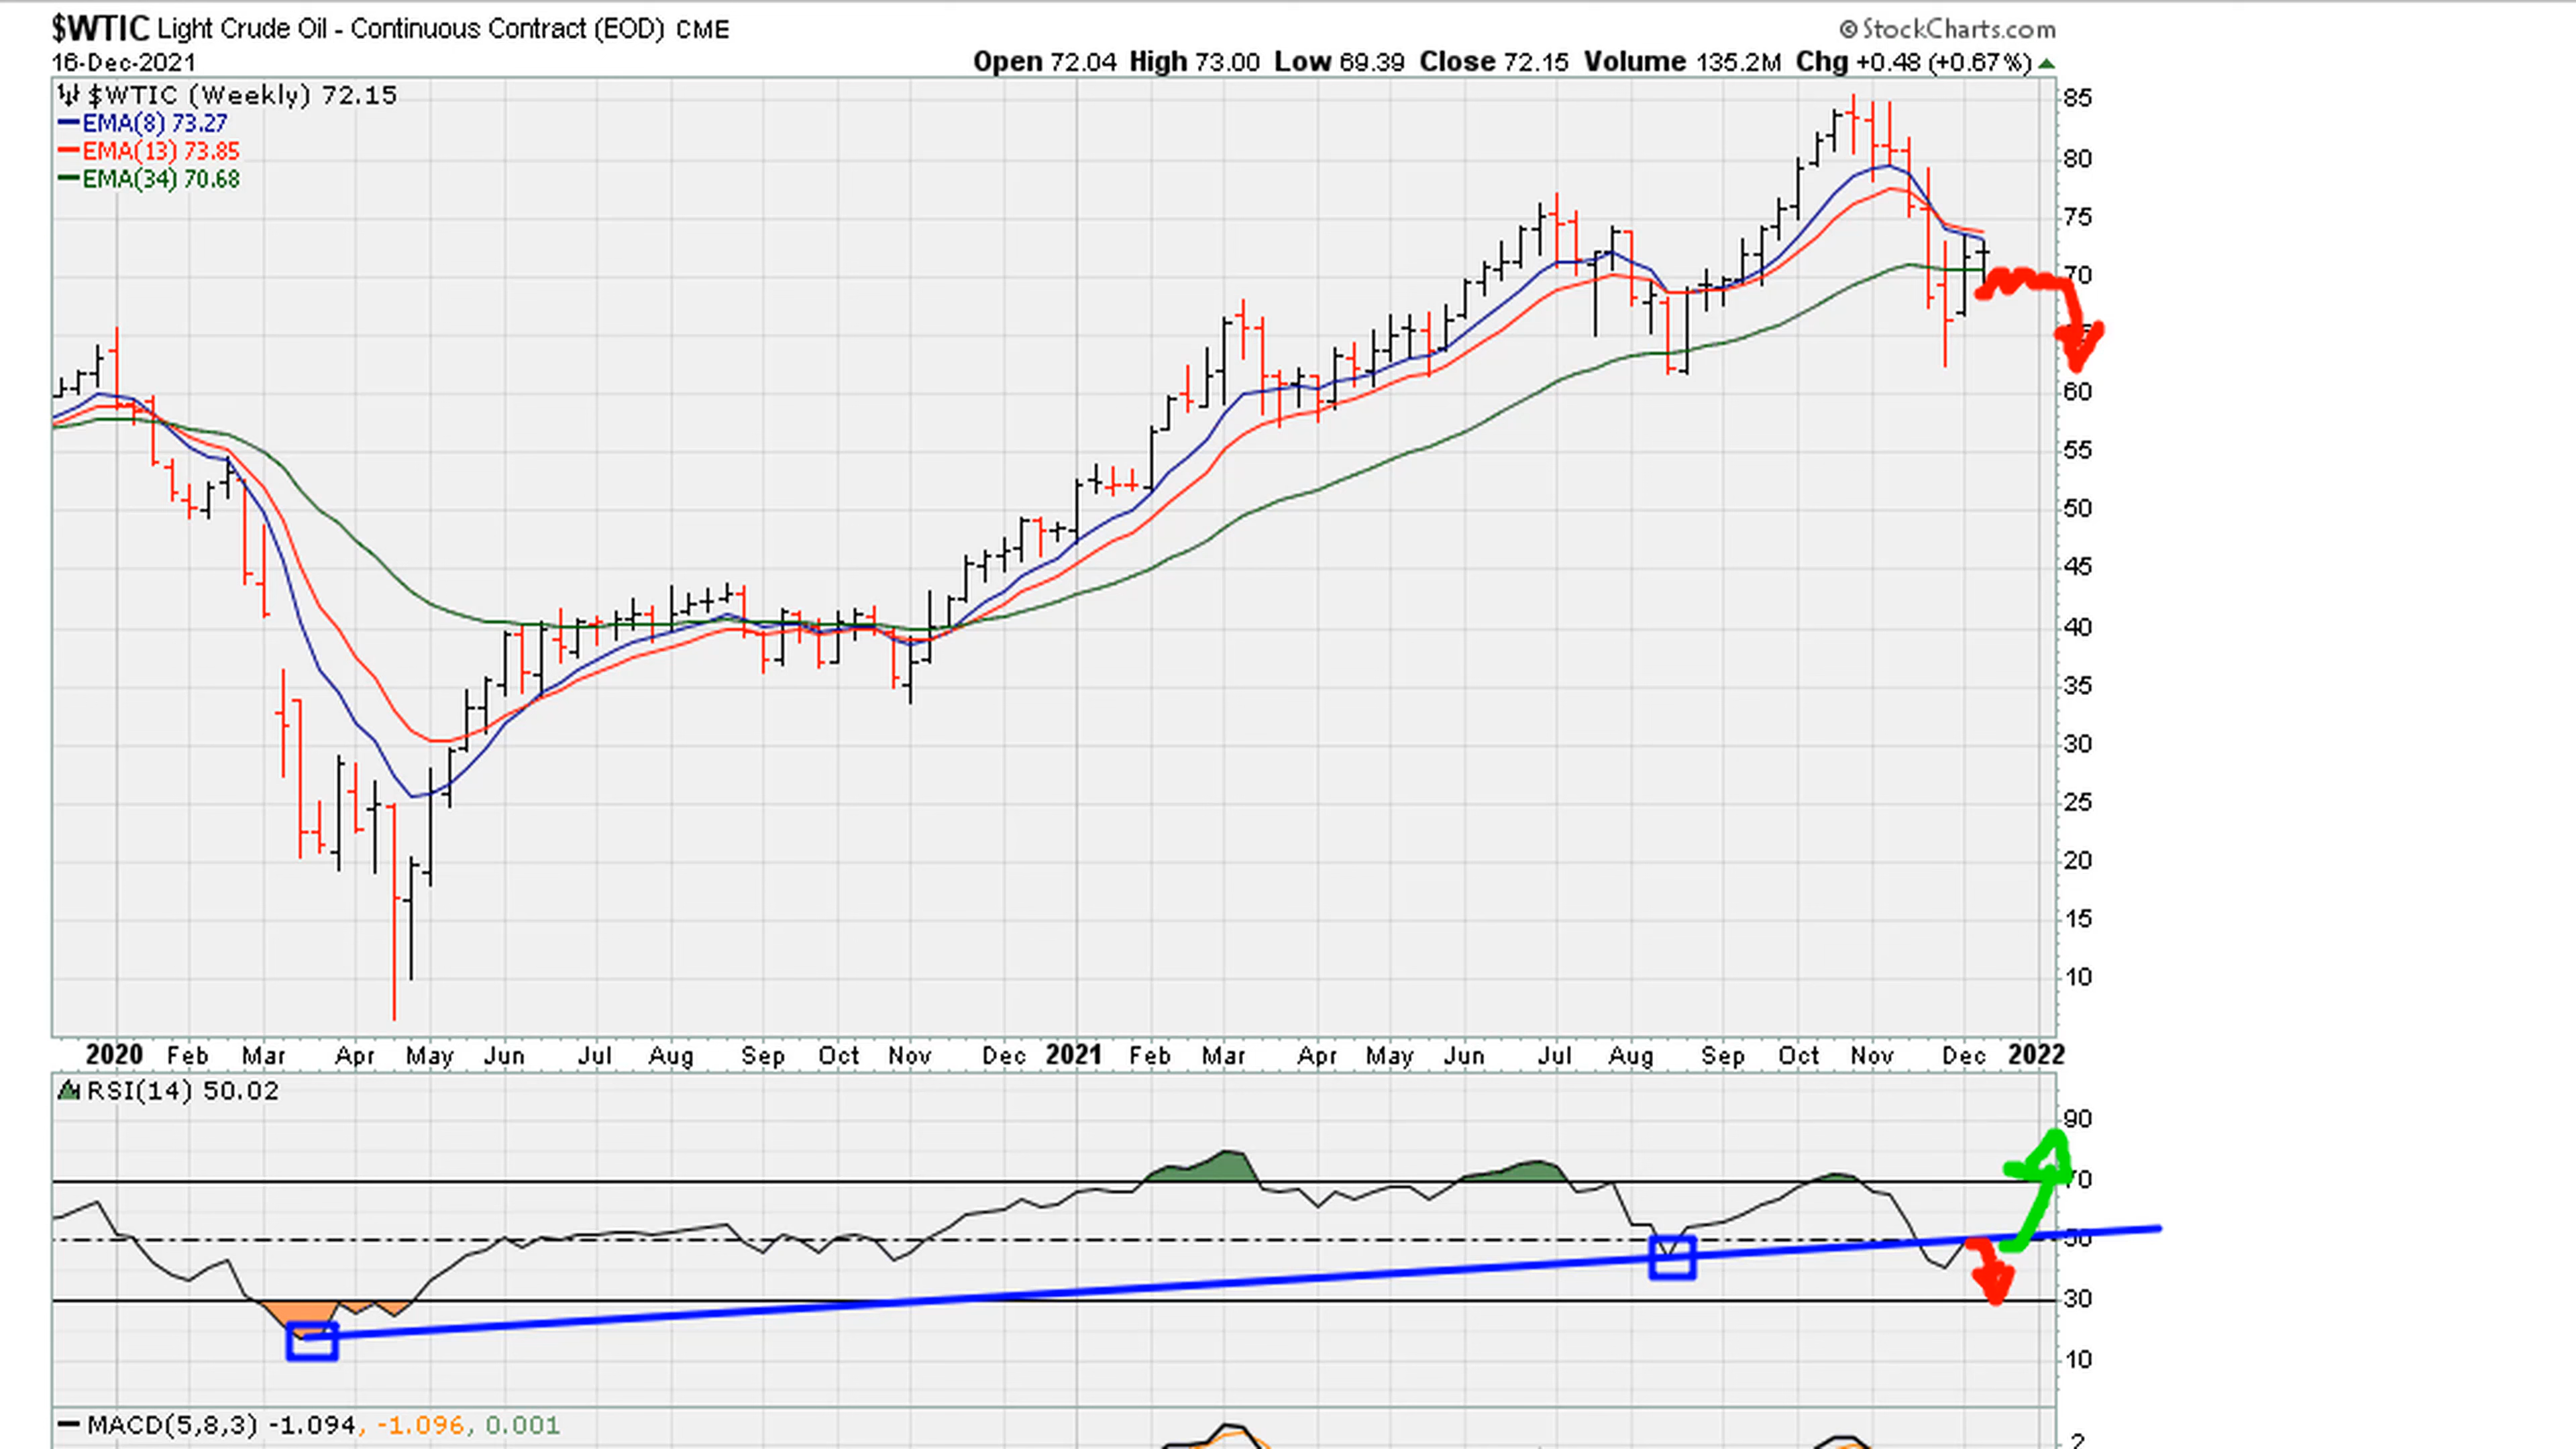 $WTIC Light Crude Oil - Continuous Contract (EOD) CME
© StockCharts.com
16-Dec-2021
Open 72.04 High 73.00 Low 69.39 Close 72.15 Volume 135.2M Chg +0.48 (+0.67%)
$WTIC (Weekly) 72.15
EMA(8) 73.27
EMA(13) 73.85
EMA(34) 70.68
85
80
75
70
60
55
50
45
40
35
30
25
20
15
10
2020 Feb Mar Apr May Jun Jul Aug Sep Oct Nov Dec 2021 Feb Mar Apr May Jun Jul Aug Sep Oct Nov Dec 2022
RSI(14) 50.02
90
70
50
30
10
MACD(5,8,3) -1.094, -1.096, 0.001
2